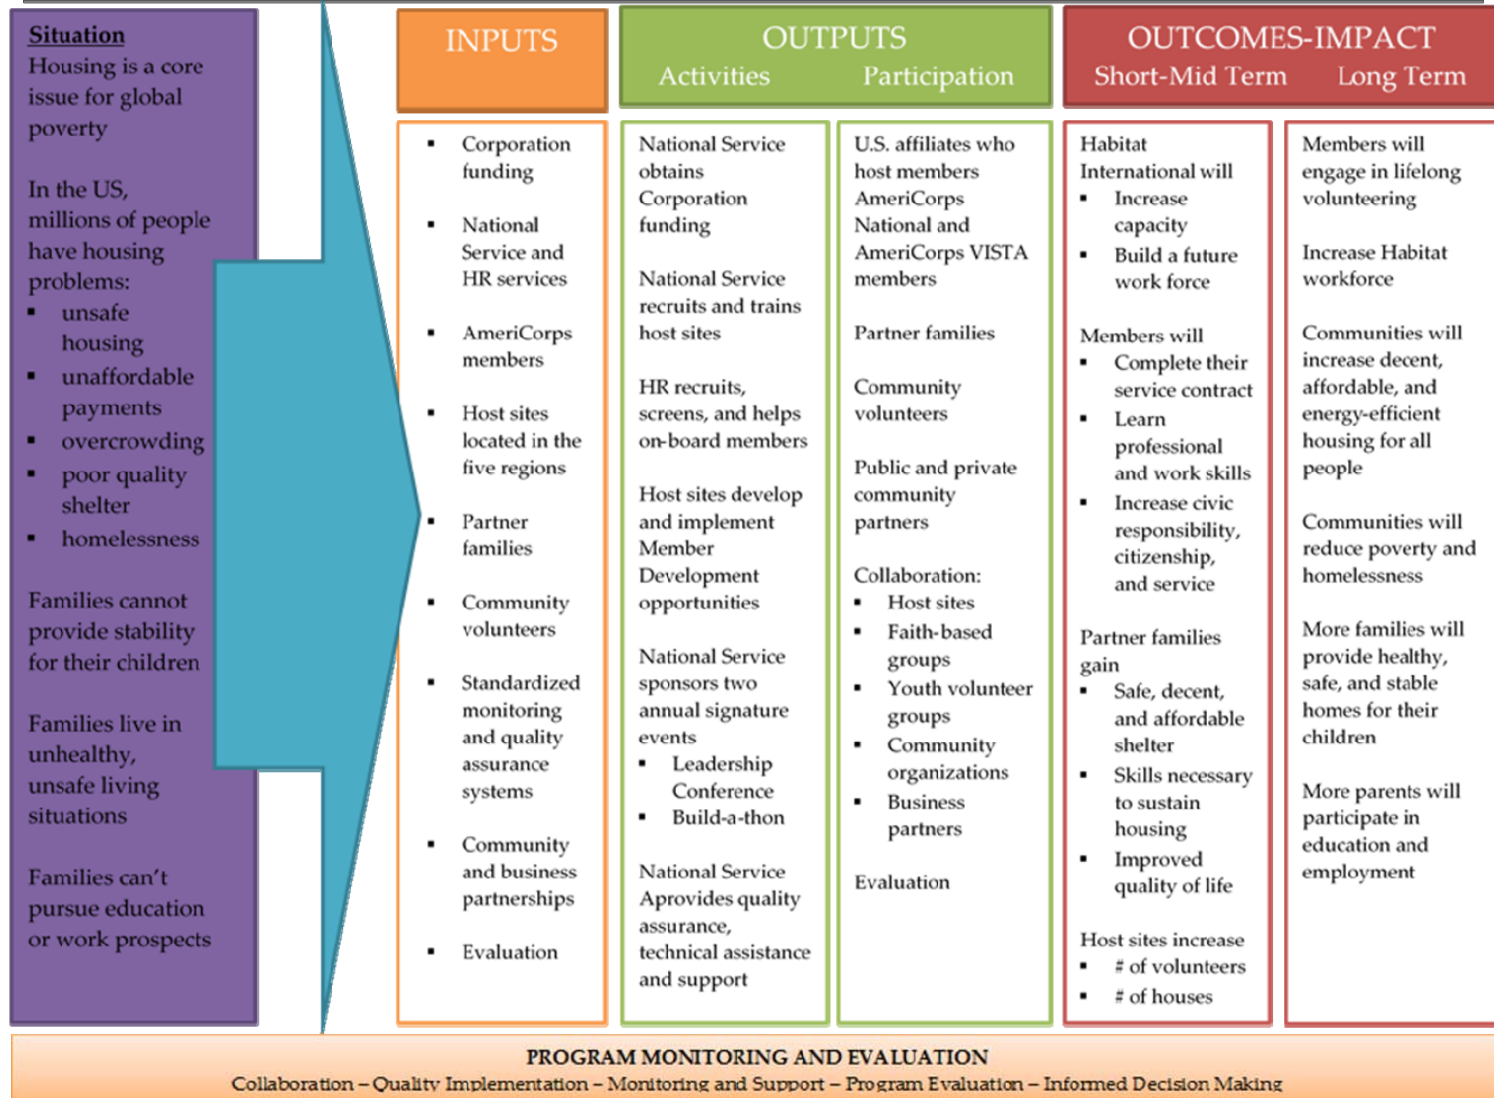 Situation
Housing is a core
issue for global
poverty
In the US,
millions of people
have housing
problems:
▪ unsafe
housing
▪ unaffordable
payments
▪ overcrowding
▪ poor quality
shelter
▪ homelessness
Families cannot
provide stability
for their children
Families live in
unhealthy,
unsafe living
situations
Families can't
pursue education
or work prospects
INPUTS
▪ Corporation
funding
▪ National
Service and
HR services
▪ AmeriCorps
members
▪ Host sites
located in the
five regions
▪ Partner
families
▪ Community
volunteers
▪ Standardized
monitoring
and quality
assurance
systems
▪ Community
and business
partnerships
▪ Evaluation
OUTPUTS
Activities Participation
National Service
obtains
Corporation
funding
National Service
recruits and trains
host sites
HR recruits,
screens, and helps
on-board members
Host sites develop
and implement
Member
Development
opportunities
National Service
sponsors two
annual signature
events
▪ Leadership
Conference
▪ Build-a-thon
National Service
Aprovides quality
assurance,
technical assistance
and support
U.S. affiliates who
host members
AmeriCorps
National and
AmeriCorps VISTA
members
Partner families
Community
volunteers
Public and private
community
partners
Collaboration:
▪ Host sites
▪ Faith-based
groups
▪ Youth volunteer
groups
▪ Community
organizations
▪ Business
partners
Evaluation
OUTCOMES-IMPACT
Short-Mid Term Long Term
Habitat
International will
▪ Increase
capacity
▪ Build a future
work force
Members will
▪ Complete their
service contract
▪ Learn
professional
and work skills
▪ Increase civic
responsibility,
citizenship,
and service
Partner families
gain
▪ Safe, decent,
and affordable
shelter
▪ Skills necessary
to sustain
housing
▪ Improved
quality of life
Host sites increase
▪ # of volunteers
▪ # of houses
Members will
engage in lifelong
volunteering
Increase Habitat
workforce
Communities will
increase decent,
affordable, and
energy-efficient
housing for all
people
Communities will
reduce poverty and
homelessness
More families will
provide healthy,
safe, and stable
homes for their
children
More parents will
participate in
education and
employment
PROGRAM MONITORING AND EVALUATION
Collaboration – Quality Implementation – Monitoring and Support – Program Evaluation – Informed Decision Making